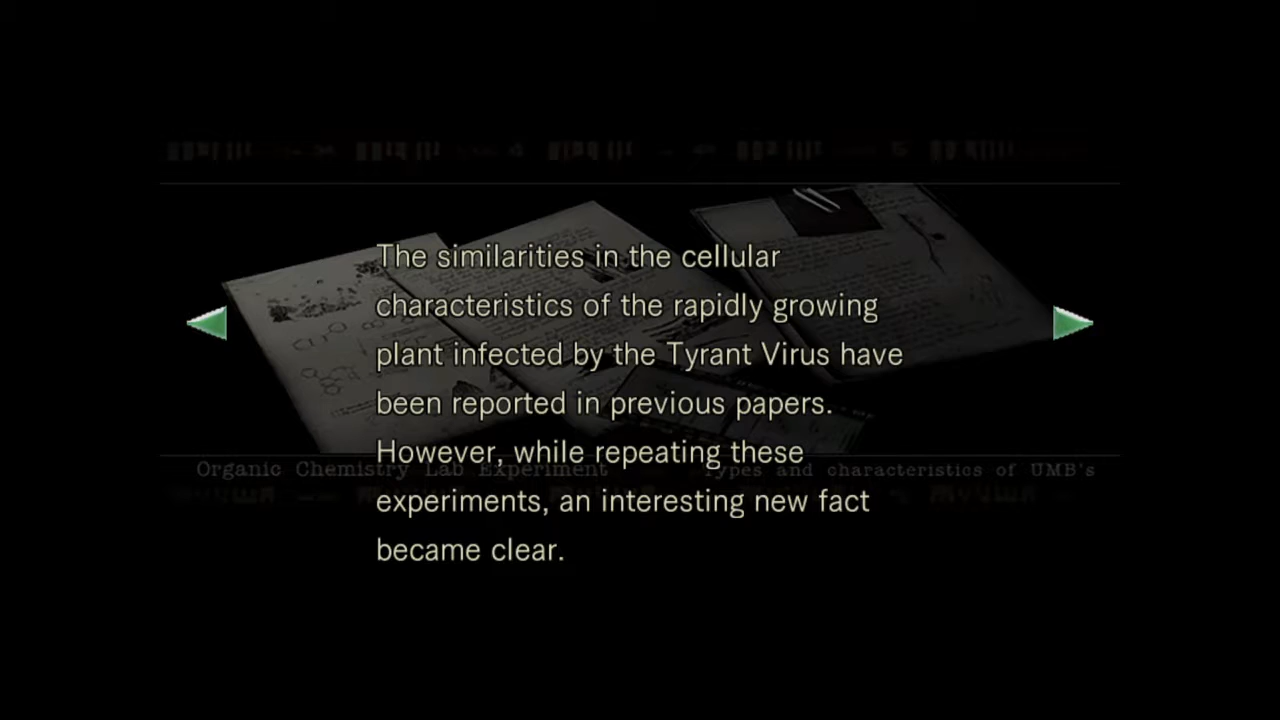 The similarities in the cellular
characteristics of the rapidly growing
plant infected by the Tyrant Virus have
been reported in previous papers.
However, while repeating these
Organic Chemistry Lab Experiment Types and characteristics of UMB's
experiments, an interesting new fact
became clear.